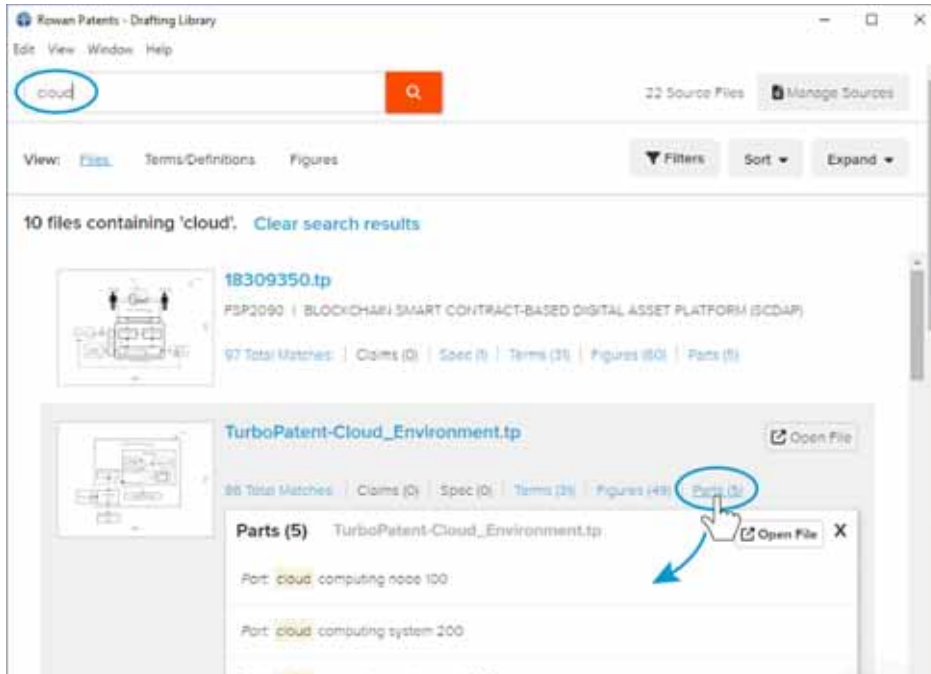 Rowan Patents - Drafting Library
Edit View Window Help
cloud
22 Source Files Manage Sources
View: Files Terms/Definitions Figures Filters Sort Expand
10 files containing 'cloud'. Clear search results
18309350.tp
FSP2090 | BLOCKCHAIN SMART CONTRACT-BASED DIGITAL ASSET PLATFORM (SCDAP)
97 Total Matches | Claims (0) | Spec (1) | Terms (31) | Figures (60) | Parts (5)
TurboPatent-Cloud_Environment.tp Open File
Total Matches | Claims (0) | Spec (0) | Terms | Figures (49) | Parts (5)
Parts (5) TurboPatent-Cloud_Environment.tp Open File X
Part: cloud computing node 100
Part: cloud computing system 200